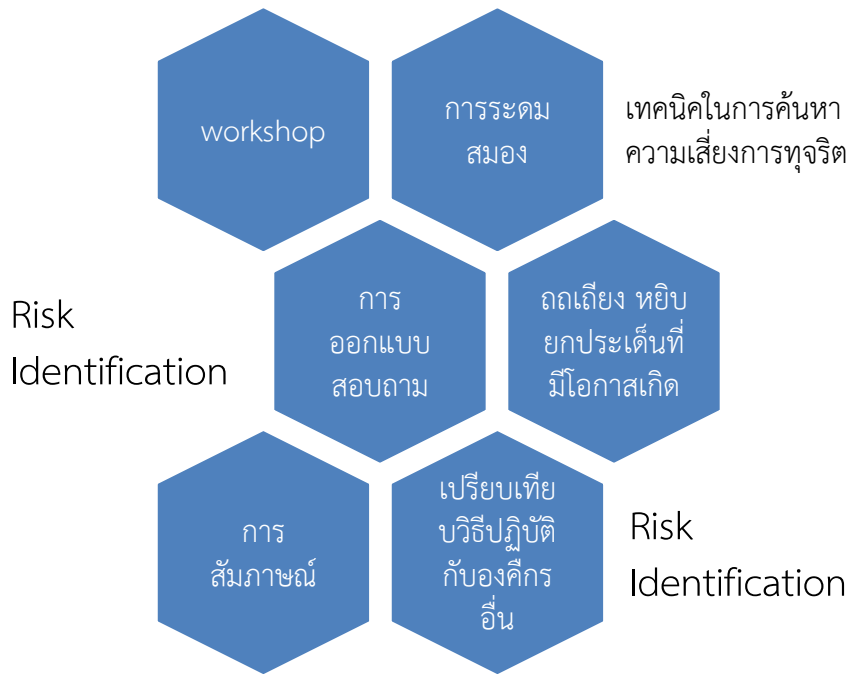 workshop
การระดม
สมอง
เทคนิคในการค้นหา
ความเสี่ยงการทุจริต
Risk
Identification
การ
ออกแบบ
สอบถาม
ถถเถียง หยิบ
ยกประเด็นที่
มีโอกาสเกิด
การ
สัมภาษณ์
เปรียบเทีย
บวิธีปฏิบัติ
กับองคืกร
อื่น
Risk
Identification